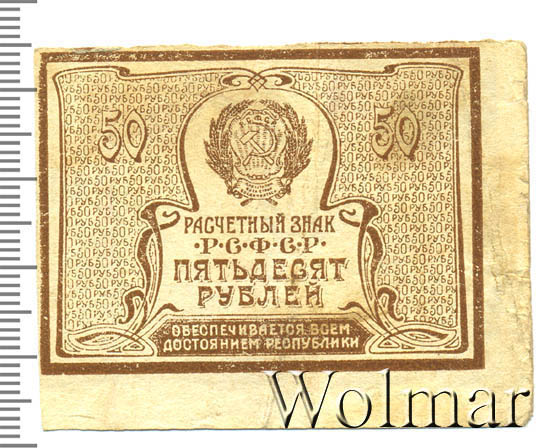 50
50
РАСЧЕТНЫЙ ЗНАК
Р·С·Ф·С·Р·
ПЯТЬДЕСЯТ
РУБЛЕЙ
ОБЕСПЕЧИВАЕТСЯ ВСЕМ
ДОСТОЯНИЕМ РЕСПУБЛИКИ
Wolmar